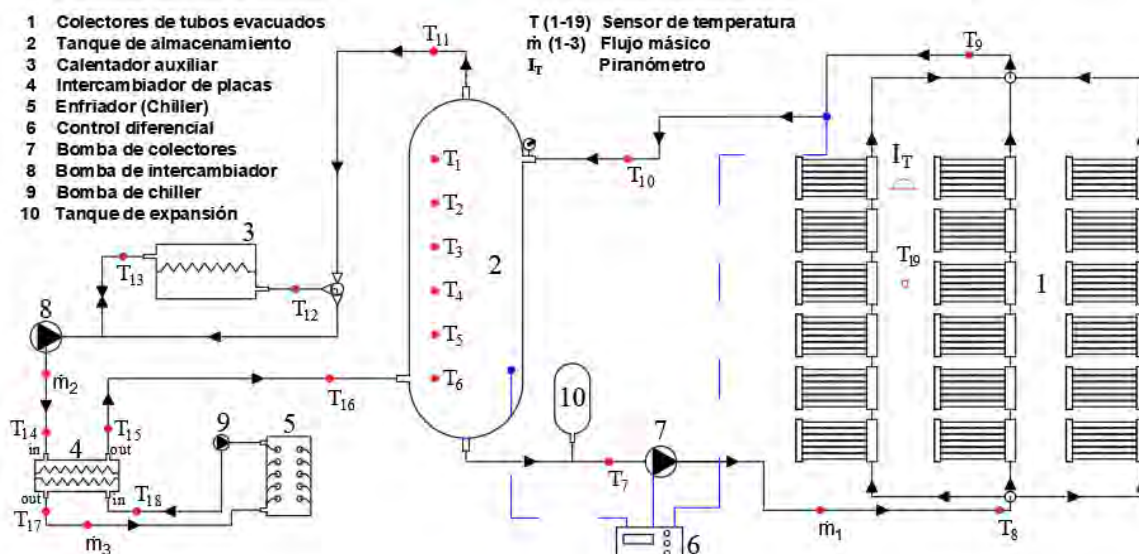 1 Colectores de tubos evacuados
2 Tanque de almacenamiento
3 Calentador auxiliar
4 Intercambiador de placas
5 Enfriador (Chiller)
6 Control diferencial
7 Bomba de colectores
8 Bomba de intercambiador
9 Bomba de chiller
10 Tanque de expansión
T (1-19) Sensor de temperatura
ṁ (1-3) Flujo másico
I_T Piranómetro
T11
T9
T10
I_T
T1
T2
T3
T4
T5
T6
2
T19
1
3
T13
T12
8
ṁ2
T16
10
7
T7
T14
in
4
T15
out
9
5
out
in
T18
T17
ṁ3
6
ṁ1
T8